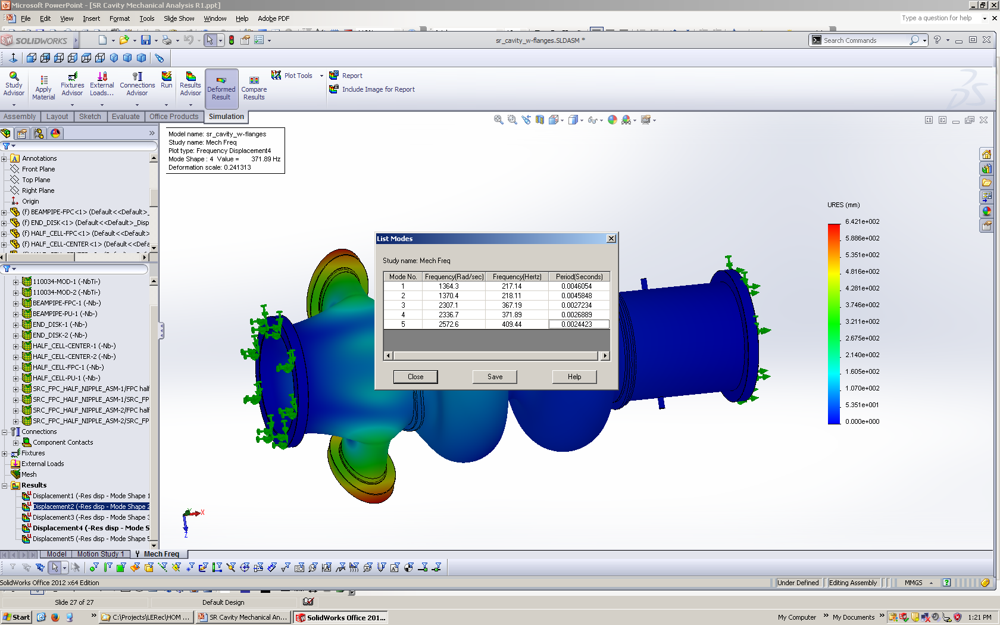 Microsoft PowerPoint - [SR Cavity Mechanical Analysis R1.ppt]
File Edit View Insert Format Tools Slide Show Window Help Adobe PDF
Type a question for help
SOLIDWORKS
sr_cavity_w-flanges.SLDASM *
Search Commands
Study Advisor
Apply Material
Fixtures Advisor
External Loads...
Connections Advisor
Run
Results Advisor
Deformed Result
Compare Results
Plot Tools
Report
Include Image for Report
Assembly Layout Sketch Evaluate Office Products Simulation
Model name: sr_cavity_w-flanges
Study name: Mech Freq
Plot type: Frequency Displacement4
Mode Shape : 4 Value = 371.89 Hz
Deformation scale: 0.241313
Annotations
Front Plane
Top Plane
Right Plane
Origin
(f) BEAMPIPE-FPC<1> (Default<<Default>_
(f) END_DISK<1> (Default<<Default>_Disp
(f) HALF_CELL-FPC<1> (Default<<Default>
(f) HALF_CELL-CENTER<1> (Default<<Defa
110034-MOD-1 (-NbTi-)
110034-MOD-2 (-NbTi-)
BEAMPIPE-FPC-1 (-Nb-)
BEAMPIPE-PU-1 (-Nb-)
END_DISK-1 (-Nb-)
END_DISK-2 (-Nb-)
HALF_CELL-CENTER-1 (-Nb-)
HALF_CELL-CENTER-2 (-Nb-)
HALF_CELL-FPC-1 (-Nb-)
HALF_CELL-PU-1 (-Nb-)
SRC_FPC_HALF_NIPPLE_ASM-1/FPC half
SRC_FPC_HALF_NIPPLE_ASM-1/SRC_FP
SRC_FPC_HALF_NIPPLE_ASM-2/FPC half
SRC_FPC_HALF_NIPPLE_ASM-2/SRC_FP
Connections
Component Contacts
Fixtures
External Loads
Mesh
Results
Displacement1 (-Res disp - Mode Shape 1
Displacement2 (-Res disp - Mode Shape 2
Displacement3 (-Res disp - Mode Shape 3
Displacement4 (-Res disp - Mode S
Displacement5 (-Res disp - Mode Shape 5
List Modes
Study name: Mech Freq
Mode No. Frequency(Rad/sec) Frequency(Hertz) Period(Seconds)
1 1364.3 217.14 0.0046054
2 1370.4 218.11 0.0045848
3 2307.1 367.19 0.0027234
4 2336.7 371.89 0.0026889
5 2572.6 409.44 0.0024423
Close Save Help
URES (mm)
6.421e+002
5.886e+002
5.351e+002
4.816e+002
4.281e+002
3.746e+002
3.211e+002
2.675e+002
2.140e+002
1.605e+002
1.070e+002
5.351e+001
0.000e+000
X
Z
Model Motion Study 1 Mech Freq
SolidWorks Office 2012 x64 Edition
Under Defined Editing Assembly MMGS
Slide 27 of 27 Default Design
Start C:\Projects\LERec\HOM ... SR Cavity Mechanical An... SolidWorks Office 201... My Computer My Documents 1:21 PM